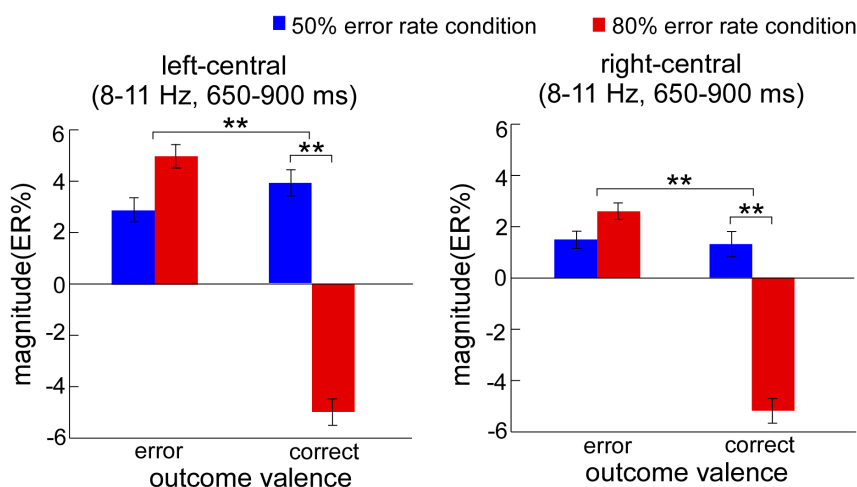 50% error rate condition
80% error rate condition
left-central
(8-11 Hz, 650-900 ms)
magnitude(ER%)
6
4
2
0
-2
-4
-6
**
**
error
correct
outcome valence
right-central
(8-11 Hz, 650-900 ms)
magnitude(ER%)
6
4
2
0
-2
-4
-6
**
**
error
correct
outcome valence